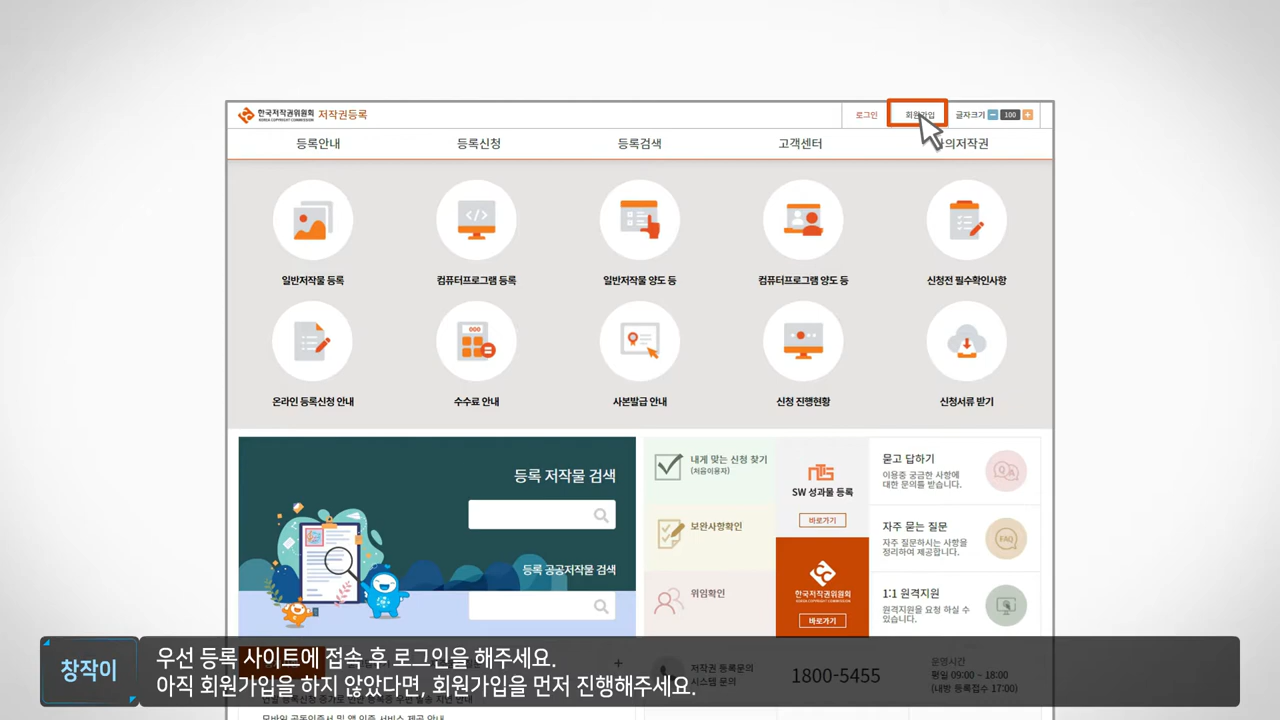 한국저작권위원회 저작권등록
KOREA COPYRIGHT COMMISSION
로그인
회원가입
글자크기 - 100 +
등록안내
등록신청
등록검색
고객센터
나의저작권
일반저작물 등록
컴퓨터프로그램 등록
일반저작물 양도 등
컴퓨터프로그램 양도 등
신청전 필수확인사항
온라인 등록신청 안내
수수료 안내
사본발급 안내
신청 진행현황
신청서류 받기
등록 저작물 검색
등록 공공저작물 검색
내게 맞는 신청 찾기
(처음이용자)
보완사항확인
위임확인
SW 성과물 등록
바로가기
한국저작권위원회
KOREA COPYRIGHT COMMISSION
바로가기
묻고 답하기
이용중 궁금한 사항에
대한 문의를 받습니다.
Q A
자주 묻는 질문
자주 질문하시는 사항을
정리하여 제공합니다.
FAQ
1:1 원격지원
원격지원을 요청 하실 수
있습니다.
저작권 등록문의
시스템 문의
1800-5455
운영시간
평일 09:00 ~ 18:00
(내방 등록접수 17:00)
창작이
우선 등록 사이트에 접속 후 로그인을 해주세요.
아직 회원가입을 하지 않았다면, 회원가입을 먼저 진행해주세요.